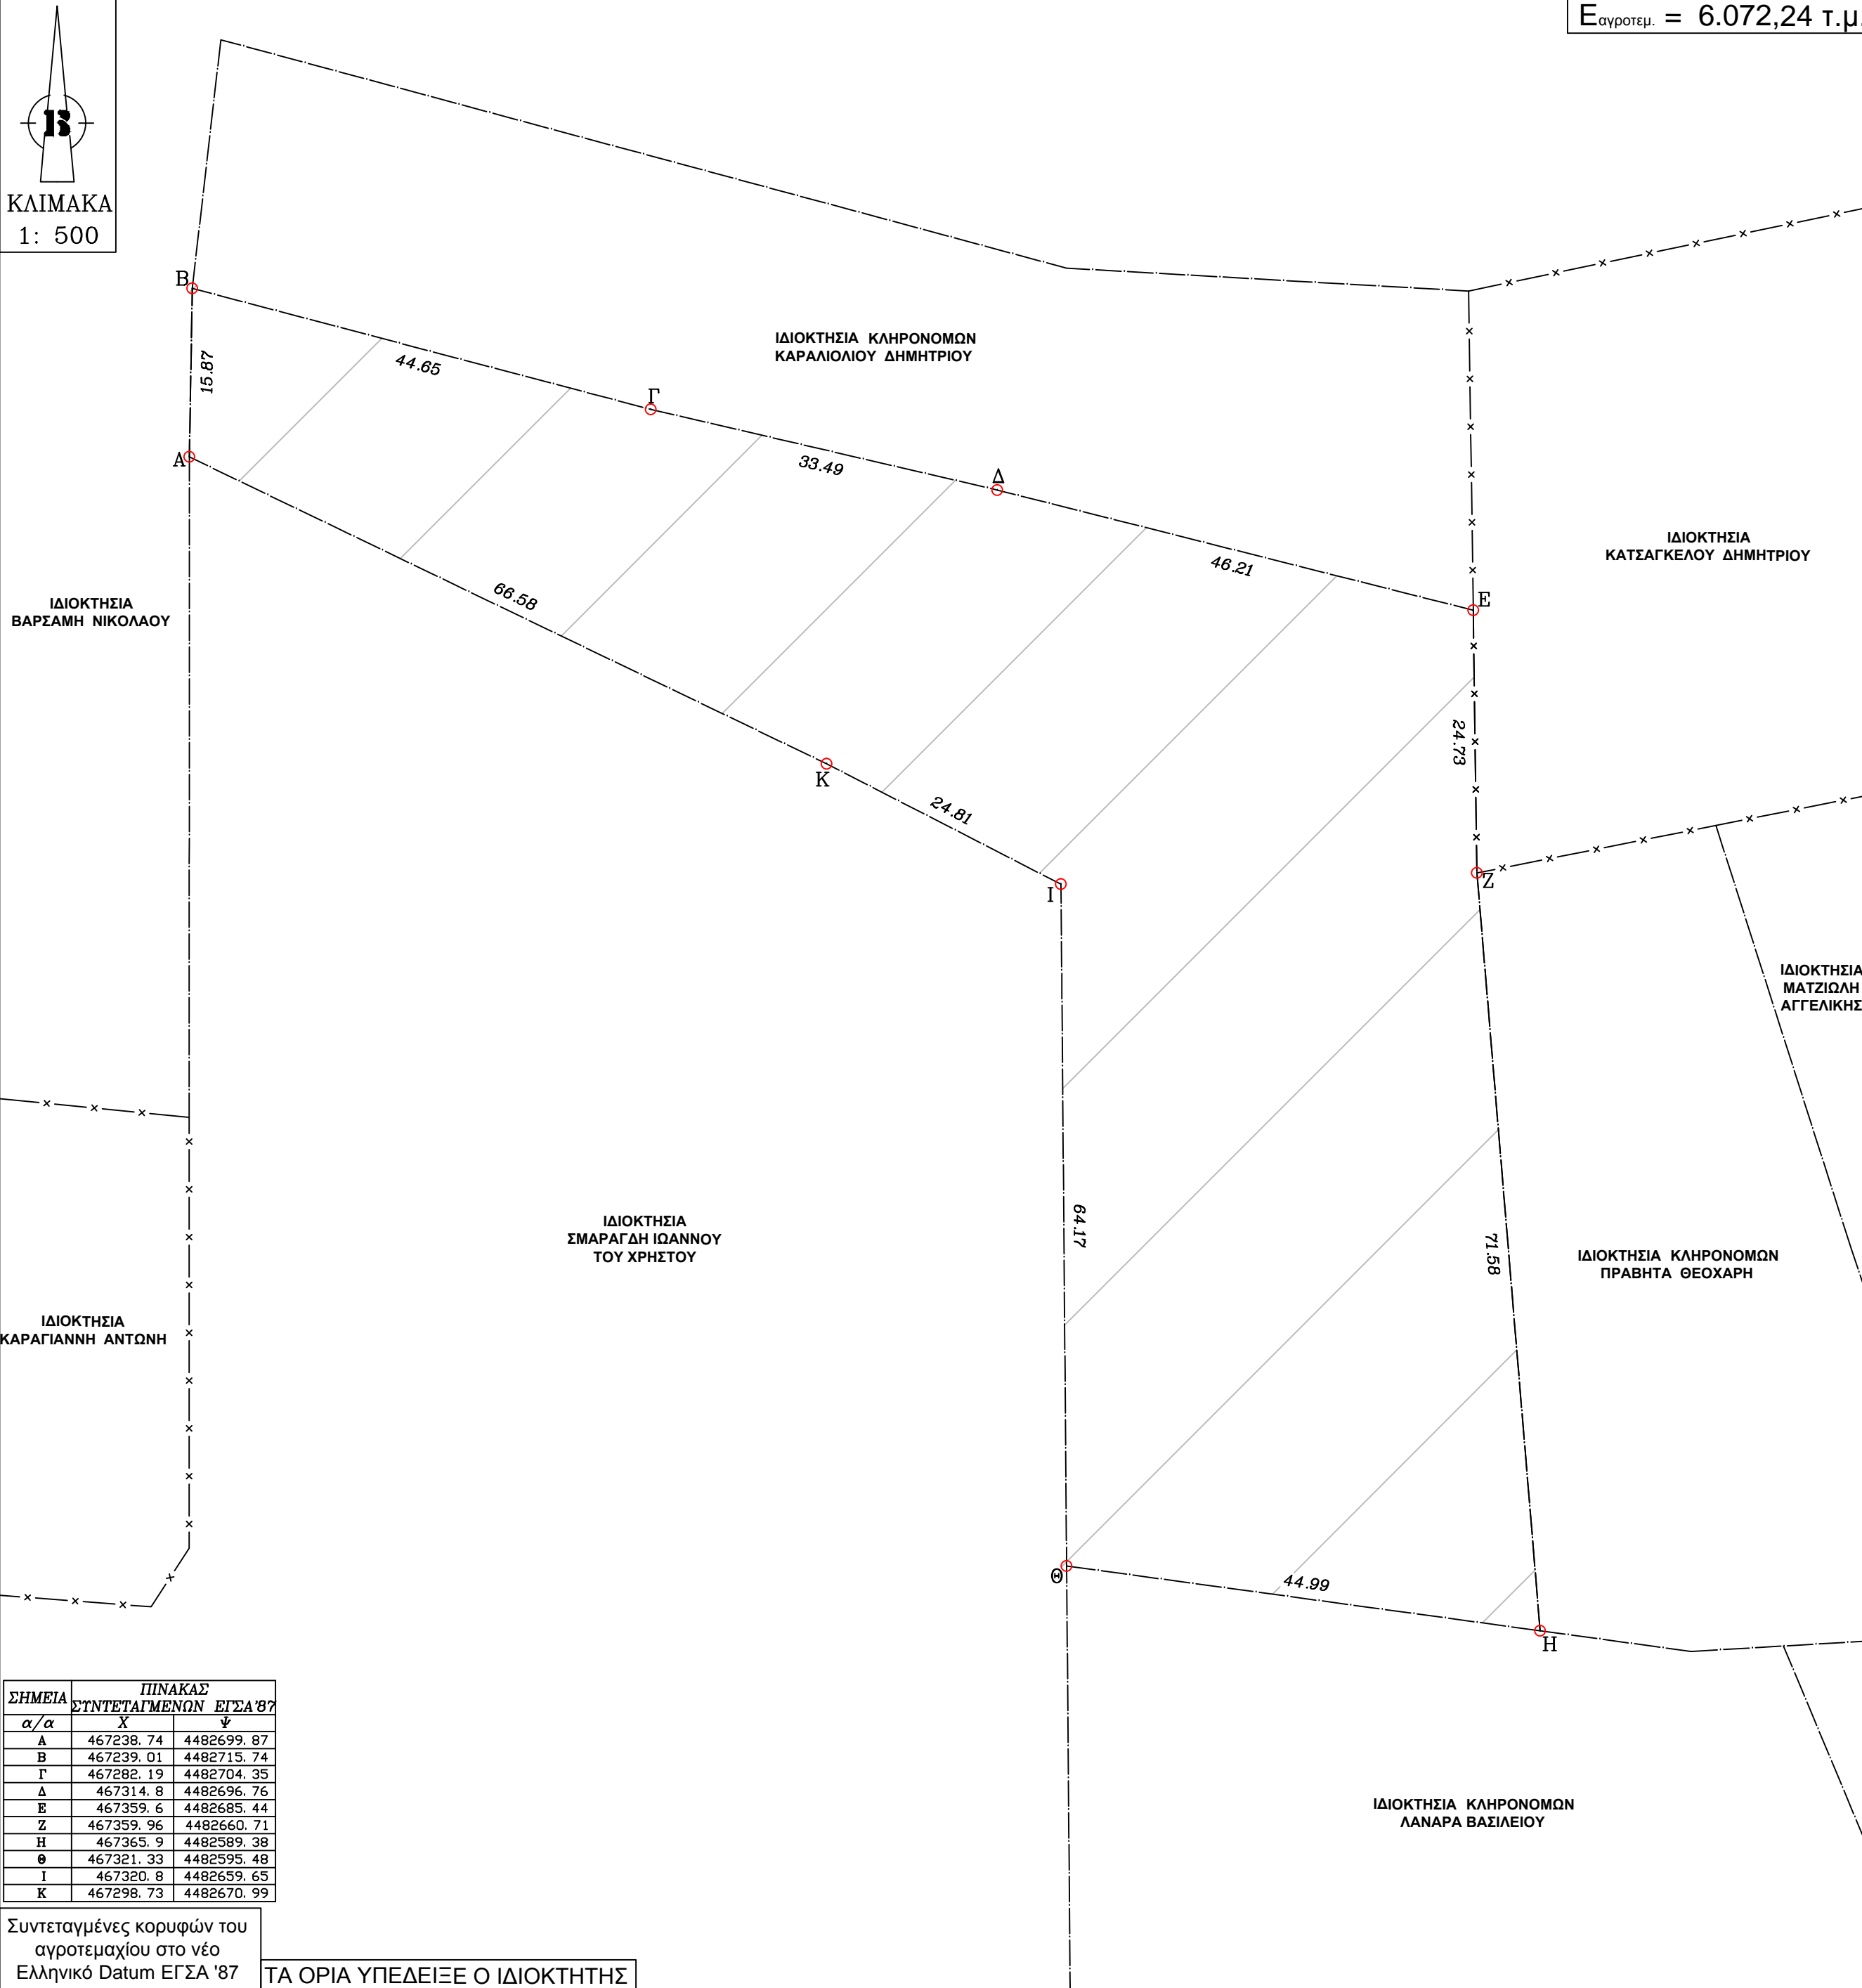 Εαγροτεμ. = 6.072,24 τ.μ.
Β
ΚΛΙΜΑΚΑ
1: 500
Β
15.87
44.65
Γ
ΙΔΙΟΚΤΗΣΙΑ ΚΛΗΡΟΝΟΜΩΝ
ΚΑΡΑΛΙΟΛΙΟΥ ΔΗΜΗΤΡΙΟΥ
Α
33.49
Δ
46.21
ΙΔΙΟΚΤΗΣΙΑ
ΚΑΤΣΑΓΚΕΛΟΥ ΔΗΜΗΤΡΙΟΥ
ΙΔΙΟΚΤΗΣΙΑ
ΒΑΡΣΑΜΗ ΝΙΚΟΛΑΟΥ
66.58
Ε
24.73
Κ
24.81
Ι
Ζ
ΙΔΙΟΚΤΗΣΙΑ
ΜΑΤΖΙΩΛΗ
ΑΓΓΕΛΙΚΗΣ
ΙΔΙΟΚΤΗΣΙΑ
ΣΜΑΡΑΓΔΗ ΙΩΑΝΝΟΥ
ΤΟΥ ΧΡΗΣΤΟΥ
64.17
71.58
ΙΔΙΟΚΤΗΣΙΑ ΚΛΗΡΟΝΟΜΩΝ
ΠΡΑΒΗΤΑ ΘΕΟΧΑΡΗ
ΙΔΙΟΚΤΗΣΙΑ
ΚΑΡΑΓΙΑΝΝΗ ΑΝΤΩΝΗ
Θ
44.99
Η
ΙΔΙΟΚΤΗΣΙΑ ΚΛΗΡΟΝΟΜΩΝ
ΛΑΝΑΡΑ ΒΑΣΙΛΕΙΟΥ
ΣΗΜΕΙΑ ΠΙΝΑΚΑΣ
ΣΥΝΤΕΤΑΓΜΕΝΩΝ ΕΓΣΑ'87
α/α Χ Ψ
Α 467238.74 4482699.87
Β 467239.01 4482715.74
Γ 467282.19 4482704.35
Δ 467314.8 4482696.76
Ε 467359.6 4482685.44
Ζ 467359.96 4482660.71
Η 467365.9 4482589.38
Θ 467321.33 4482595.48
Ι 467320.8 4482659.65
Κ 467298.73 4482670.99
Συντεταγμένες κορυφών του
αγροτεμαχίου στο νέο
Ελληνικό Datum ΕΓΣΑ '87
ΤΑ ΟΡΙΑ ΥΠΕΔΕΙΞΕ Ο ΙΔΙΟΚΤΗΤΗΣ